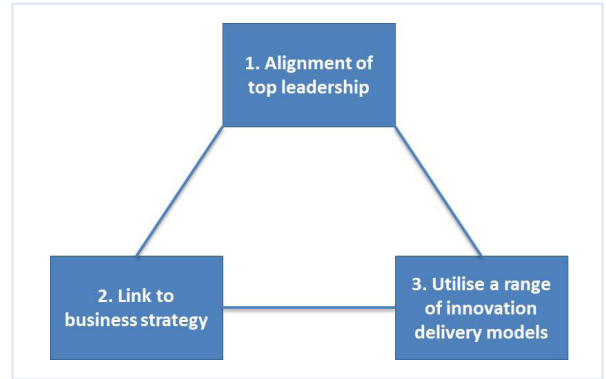 1. Alignment of
top leadership
2. Link to
business strategy
3. Utilise a range
of innovation
delivery models